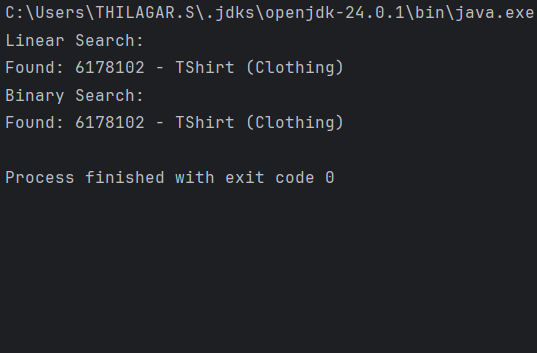 C:\Users\THILAGAR.S\.jdks\openjdk-24.0.1\bin\java.exe
Linear Search:
Found: 6178102 - TShirt (Clothing)
Binary Search:
Found: 6178102 - TShirt (Clothing)
Process finished with exit code 0